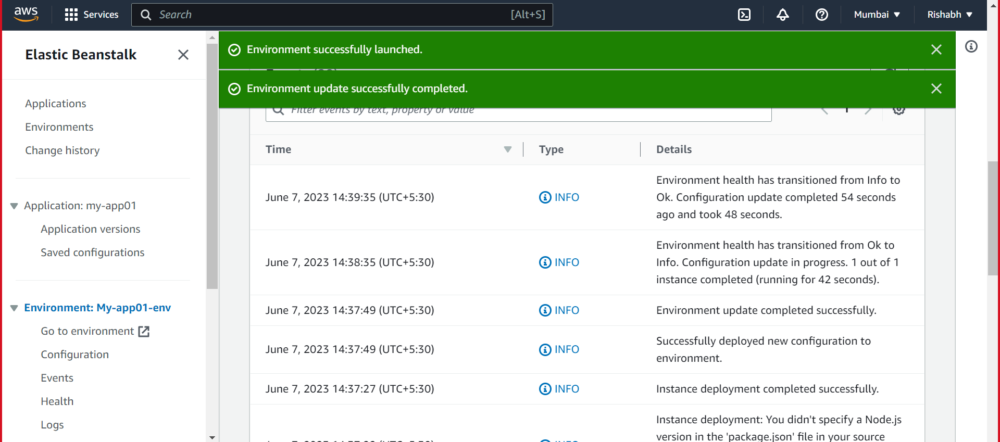 aws
Services
Search
[Alt+S]
Mumbai
Rishabh
Elastic Beanstalk
Applications
Environments
Change history
Application: my-app01
Application versions
Saved configurations
Environment: My-app01-env
Go to environment
Configuration
Events
Health
Logs
Environment successfully launched.
Environment update successfully completed.
Filter events by text, property or value
1
Time
Type
Details
June 7, 2023 14:39:35 (UTC+5:30)
INFO
Environment health has transitioned from Info to
Ok. Configuration update completed 54 seconds
ago and took 48 seconds.
June 7, 2023 14:38:35 (UTC+5:30)
INFO
Environment health has transitioned from Ok to
Info. Configuration update in progress. 1 out of 1
instance completed (running for 42 seconds).
June 7, 2023 14:37:49 (UTC+5:30)
INFO
Environment update completed successfully.
June 7, 2023 14:37:49 (UTC+5:30)
INFO
Successfully deployed new configuration to
environment.
June 7, 2023 14:37:27 (UTC+5:30)
INFO
Instance deployment completed successfully.
Instance deployment: You didn't specify a Node.js
version in the 'package.json' file in your source